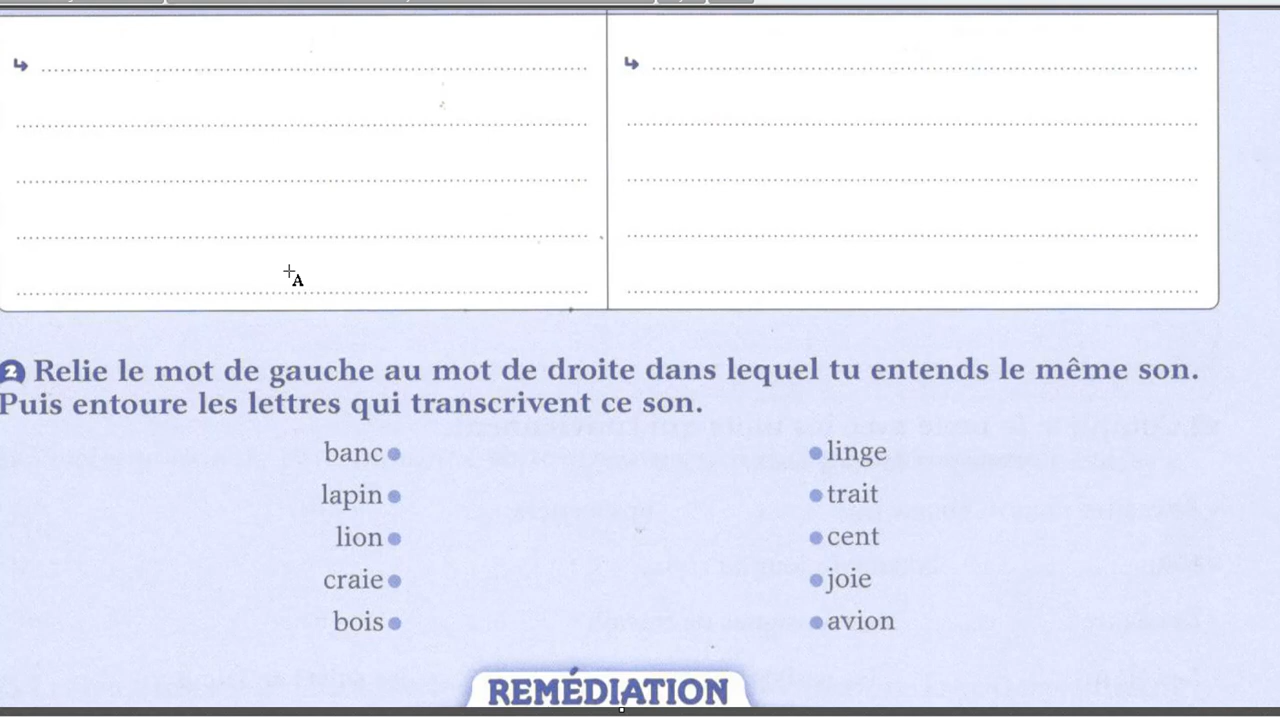 2 Relie le mot de gauche au mot de droite dans lequel tu entends le même son.
Puis entoure les lettres qui transcrivent ce son.
banc • • linge
lapin • • trait
lion • • cent
craie • • joie
bois • • avion
REMÉDIATION